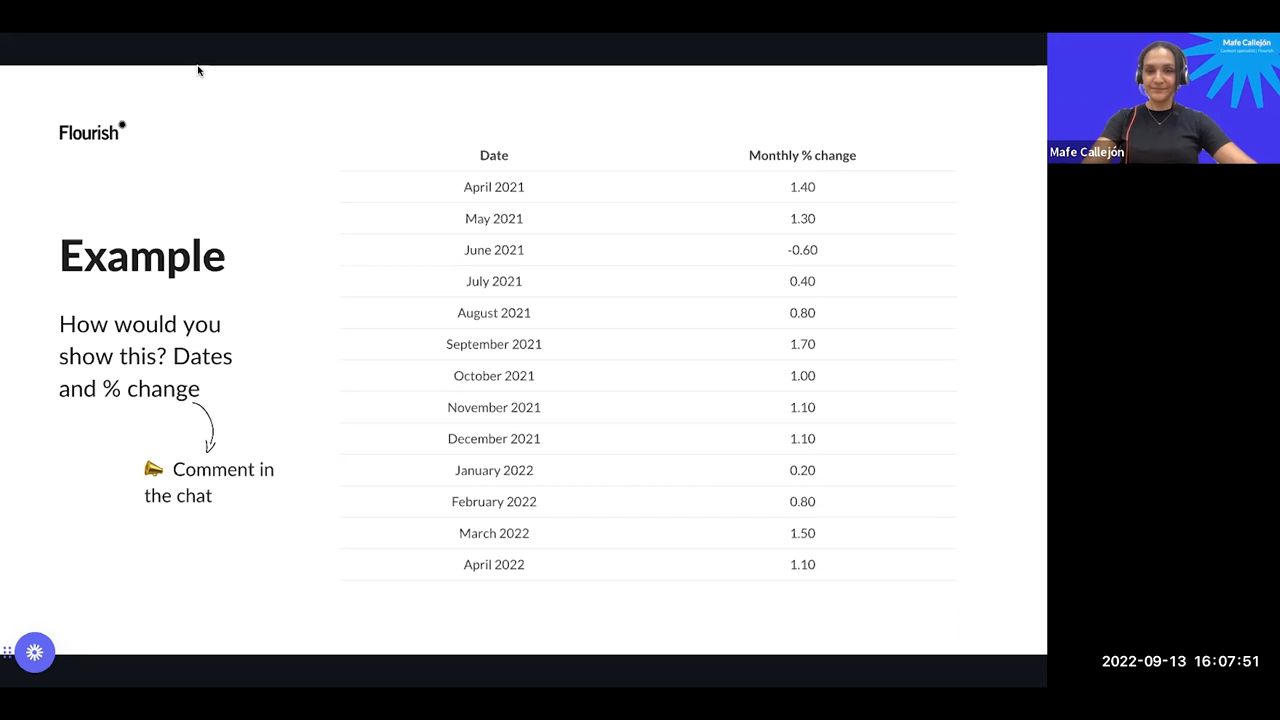 Flourish
Example
How would you
show this? Dates
and % change
Comment in
the chat
Date Monthly % change
April 2021 1.40
May 2021 1.30
June 2021 -0.60
July 2021 0.40
August 2021 0.80
September 2021 1.70
October 2021 1.00
November 2021 1.10
December 2021 1.10
January 2022 0.20
February 2022 0.80
March 2022 1.50
April 2022 1.10
Mafe Callejón
Mafe Callejón
2022-09-13 16:07:51